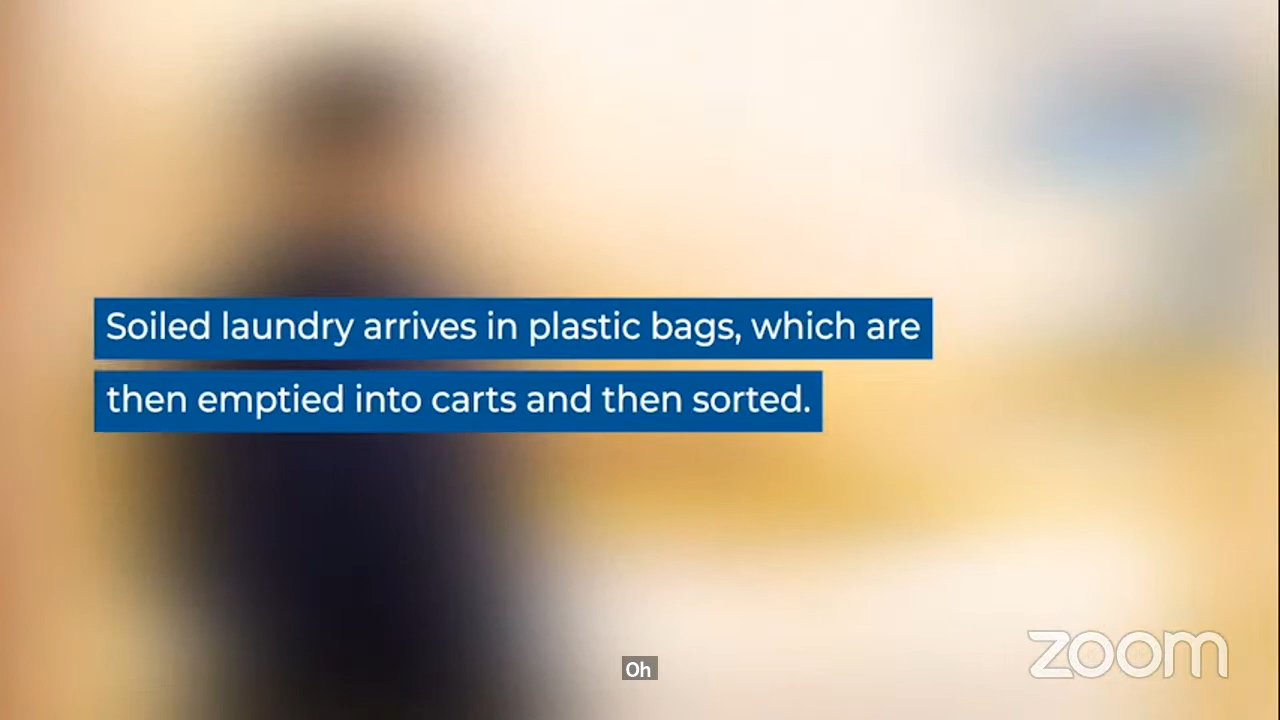 Soiled laundry arrives in plastic bags, which are
then emptied into carts and then sorted.
Oh
zoom